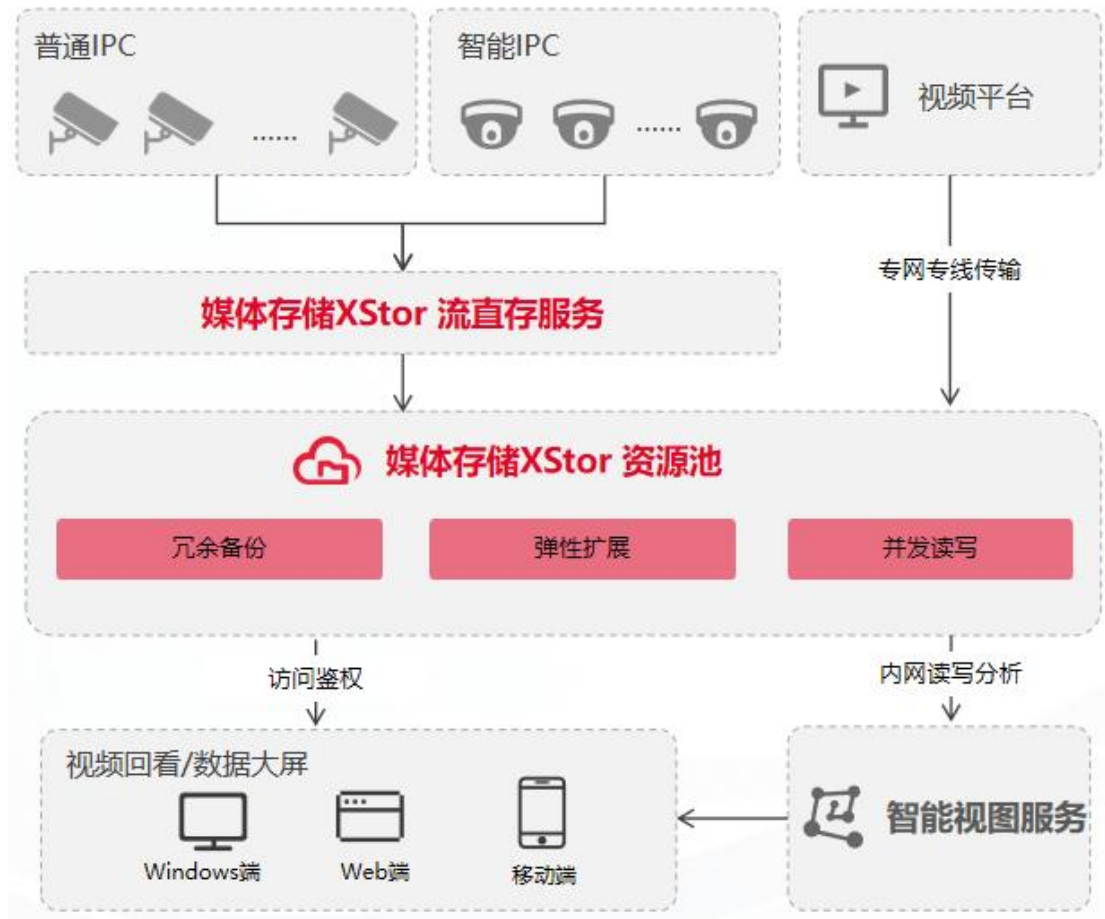 普通IPC
智能IPC
视频平台
......
......
专网专线传输
媒体存储XStor 流直存服务
媒体存储XStor 资源池
冗余备份
弹性扩展
并发读写
访问鉴权
内网读写分析
视频回看/数据大屏
Windows端
Web端
移动端
智能视图服务